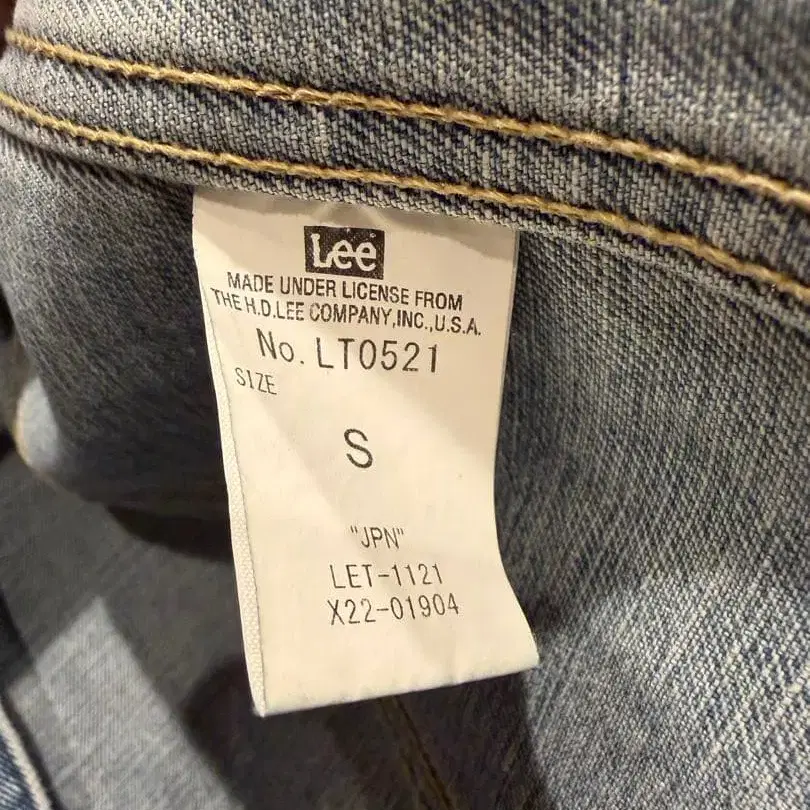 Lee
MADE UNDER LICENSE FROM
THE H.D.LEE COMPANY,INC.,U.S.A.
No. LT0521
SIZE
S
"JPN"
LET-1121
X22-01904